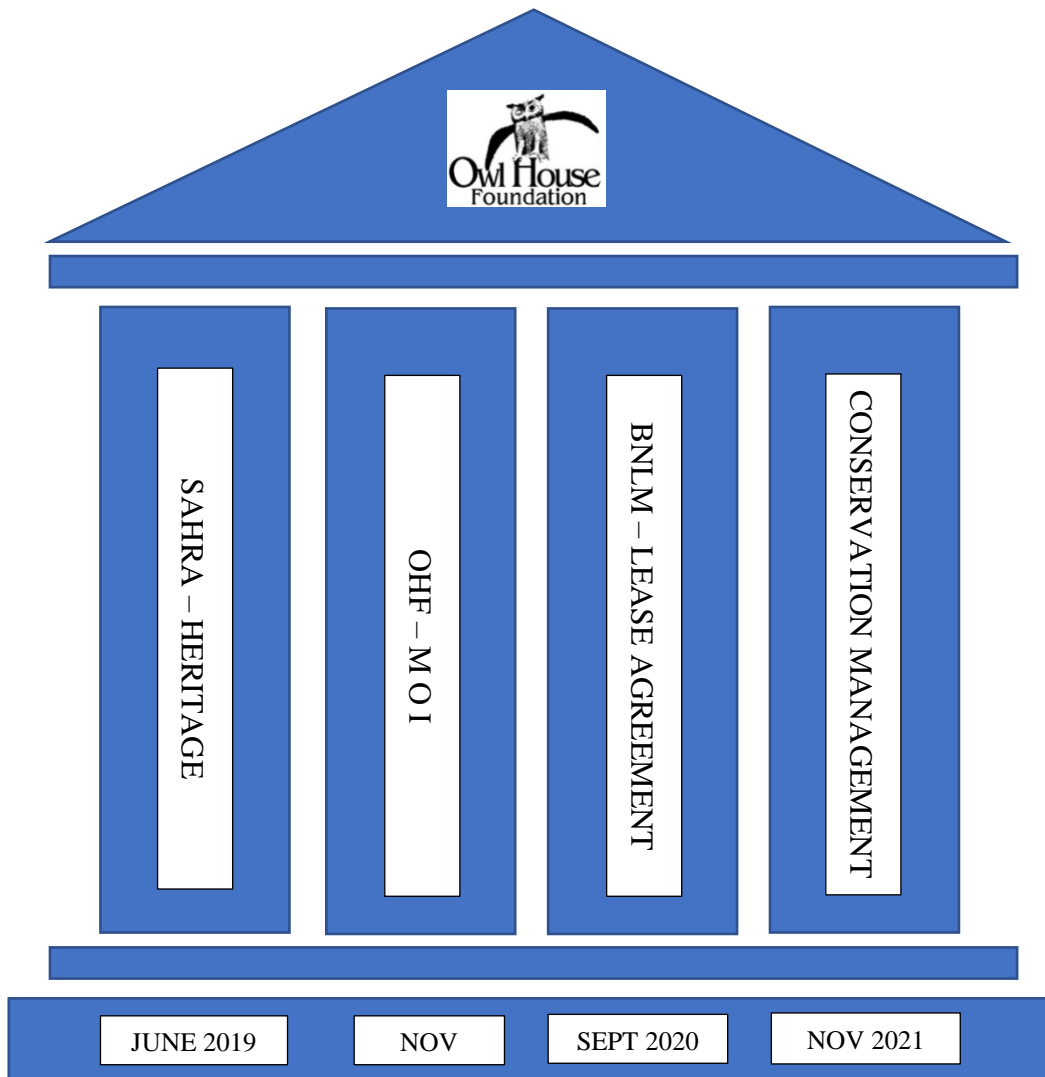 Owl House
Foundation
SAHRA – HERITAGE
OHF – M O I
BNLM – LEASE AGREEMENT
CONSERVATION MANAGEMENT
JUNE 2019
NOV
SEPT 2020
NOV 2021